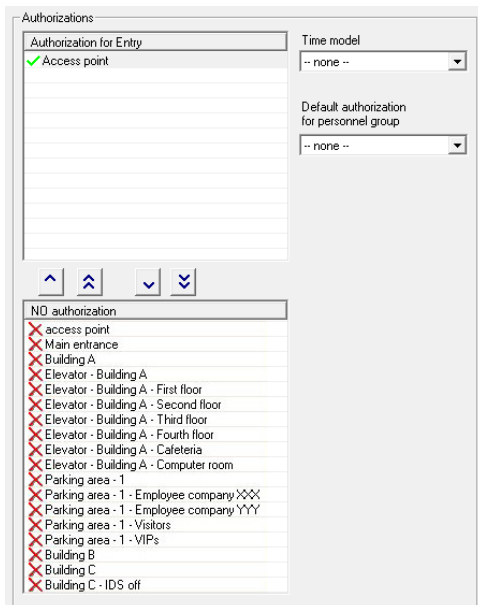 Authorizations
Authorization for Entry
Access point
Time model
-- none --
Default authorization
for personnel group
-- none --
NO authorization
access point
Main entrance
Building A
Elevator - Building A
Elevator - Building A - First floor
Elevator - Building A - Second floor
Elevator - Building A - Third floor
Elevator - Building A - Fourth floor
Elevator - Building A - Cafeteria
Elevator - Building A - Computer room
Parking area - 1
Parking area - 1 - Employee company XXX
Parking area - 1 - Employee company YYY
Parking area - 1 - Visitors
Parking area - 1 - VIPs
Building B
Building C
Building C - IDS off